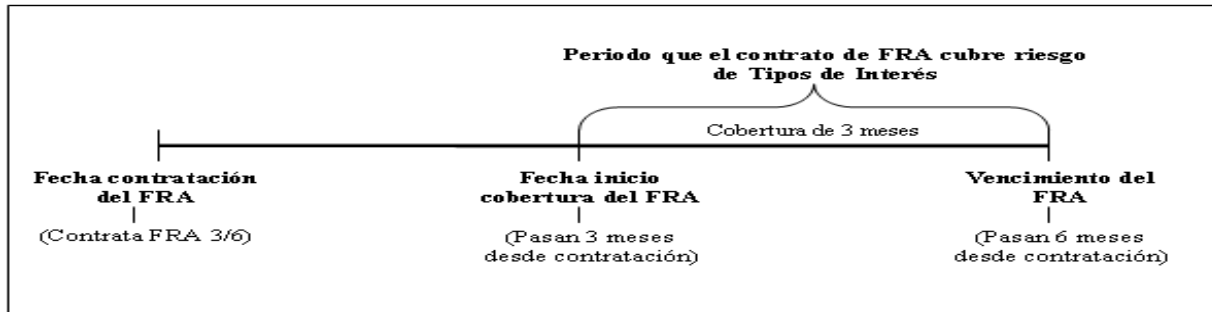 Periodo que el contrato de FRA cubre riesgo
de Tipos de Interés
Cobertura de 3 meses
Fecha contratación
del FRA
(Contrata FRA 3/6)
Fecha inicio
cobertura del FRA
(Pasan 3 meses
desde contratación)
Vencimiento del
FRA
(Pasan 6 meses
desde contratación)